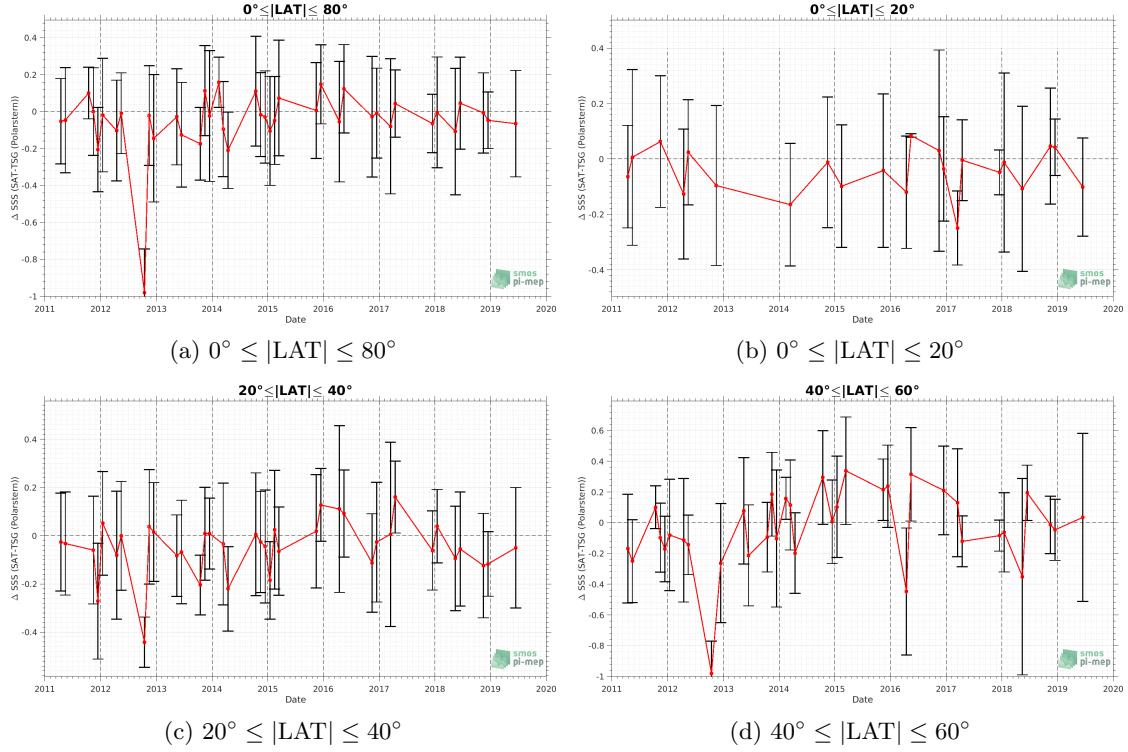 0°≤|LAT|≤ 80°
0.4
0.2
0
-0.2
-0.4
-0.6
-0.8
-1
Δ SSS (SAT-TSG (Polarstern))
2011 2012 2013 2014 2015 2016 2017 2018 2019 2020
Date
smos
pi-mep
(a) 0° ≤ |LAT| ≤ 80°
0°≤|LAT|≤ 20°
0.4
0.2
0
-0.2
-0.4
Δ SSS (SAT-TSG (Polarstern))
2011 2012 2013 2014 2015 2016 2017 2018 2019 2020
Date
smos
pi-mep
(b) 0° ≤ |LAT| ≤ 20°
20°≤|LAT|≤ 40°
0.4
0.2
0
-0.2
-0.4
Δ SSS (SAT-TSG (Polarstern))
2011 2012 2013 2014 2015 2016 2017 2018 2019 2020
Date
smos
pi-mep
(c) 20° ≤ |LAT| ≤ 40°
40°≤|LAT|≤ 60°
0.6
0.4
0.2
0
-0.2
-0.4
-0.6
-0.8
-1
Δ SSS (SAT-TSG (Polarstern))
2011 2012 2013 2014 2015 2016 2017 2018 2019 2020
Date
smos
pi-mep
(d) 40° ≤ |LAT| ≤ 60°